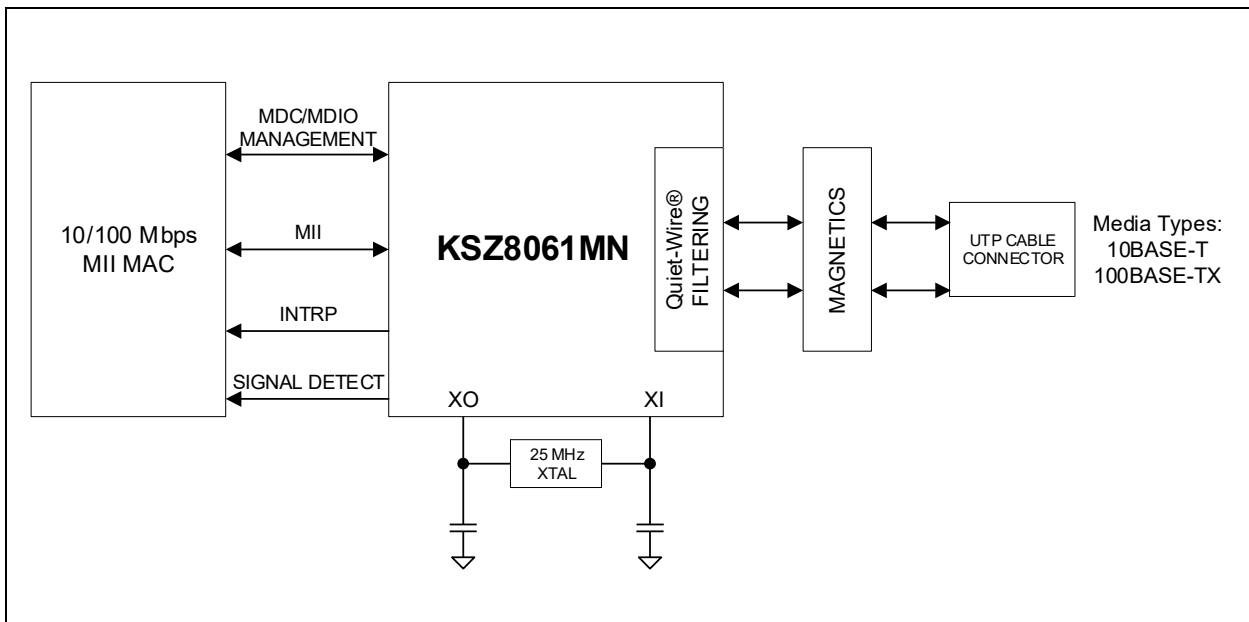 MDC/MDIO
MANAGEMENT
10/100 Mbps
MII MAC
MII
INTRP
SIGNAL DETECT
KSZ8061MN
XO
XI
Quiet-Wire®
FILTERING
MAGNETICS
UTP CABLE
CONNECTOR
Media Types:
10BASE-T
100BASE-TX
25 MHz
XTAL